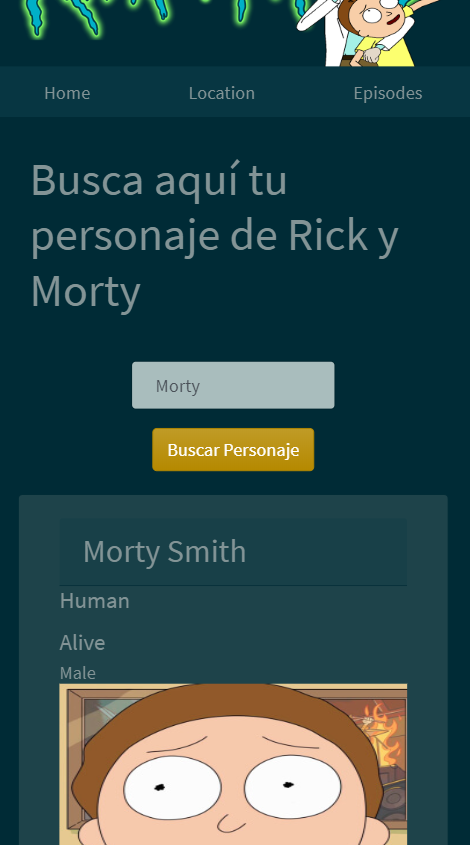 Home Location Episodes
Busca aquí tu
personaje de Rick y
Morty
Morty
Buscar Personaje
Morty Smith
Human
Alive
Male